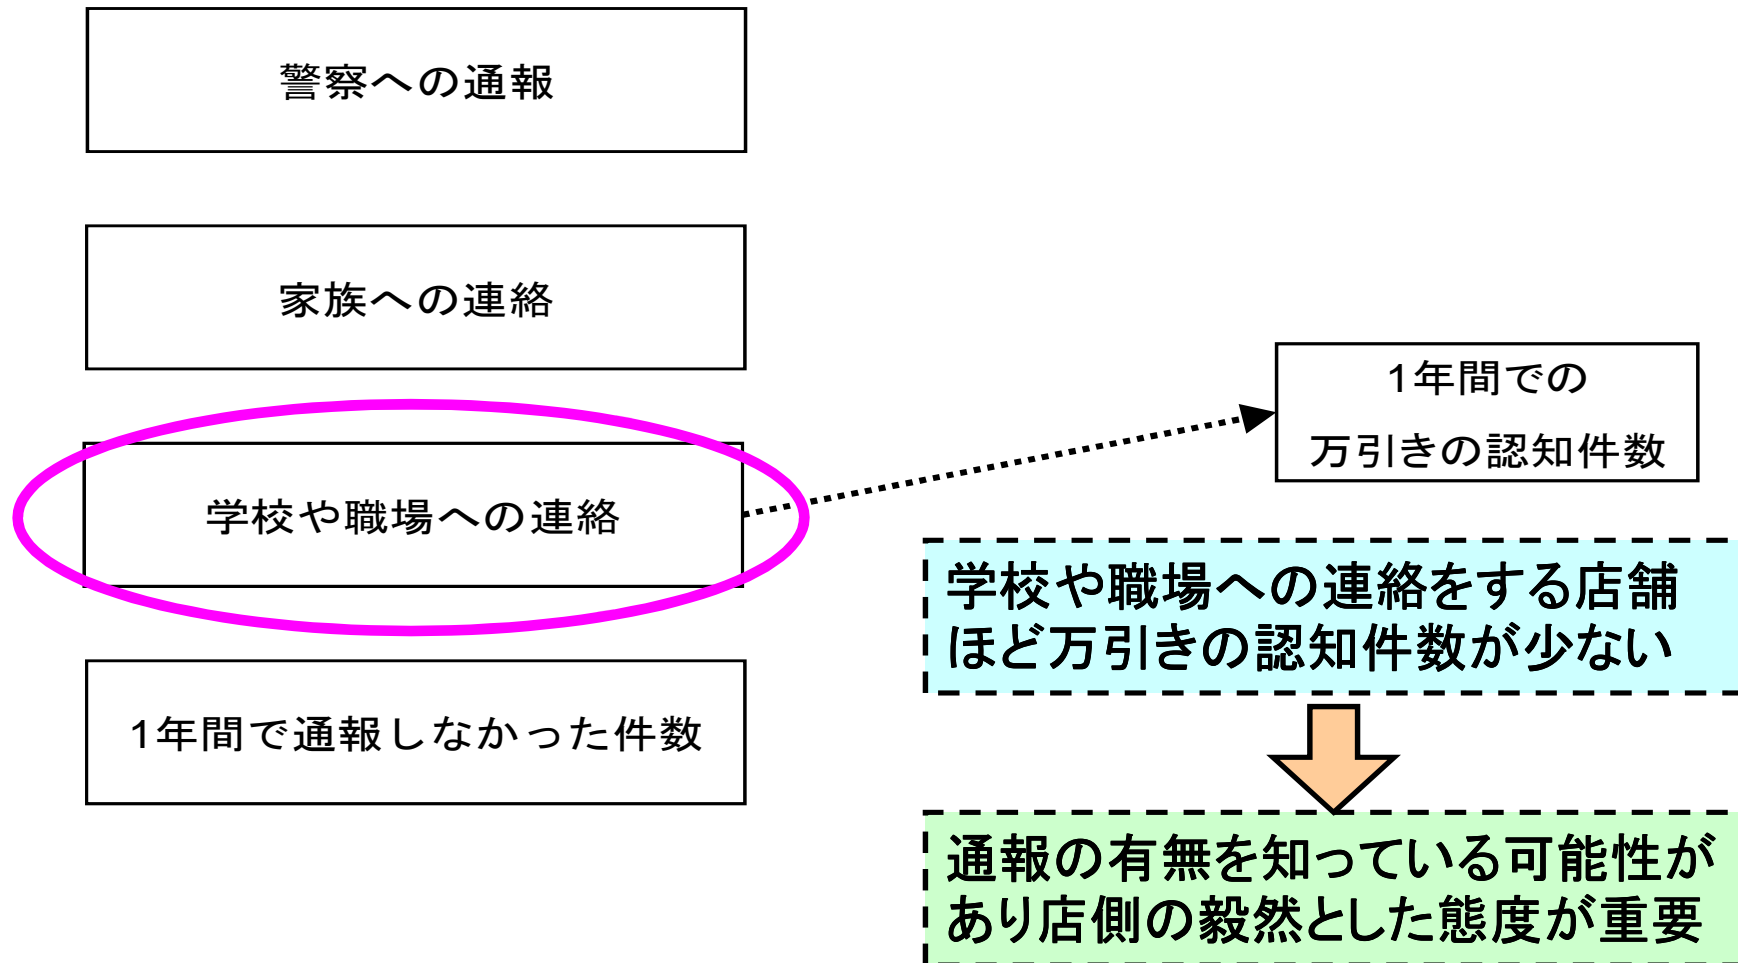 警察への通報
家族への連絡
学校や職場への連絡
1年間で通報しなかった件数
1年間での
万引きの認知件数
学校や職場への連絡をする店舗
ほど万引きの認知件数が少ない
通報の有無を知っている可能性が
あり店側の毅然とした態度が重要